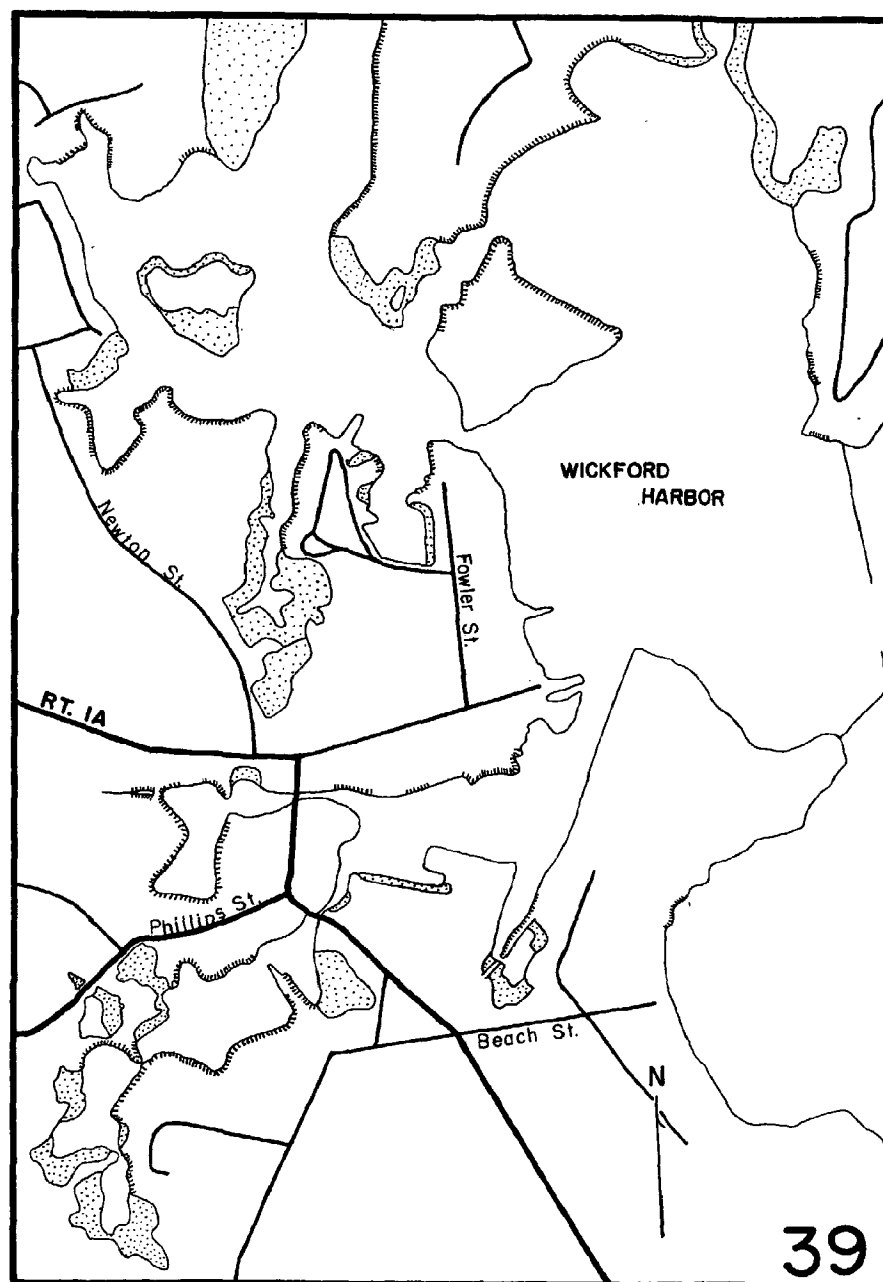 WICKFORD
HARBOR
Newton St.
Fowler St.
RT. 1A
Phillips St.
Beach St.
N
39